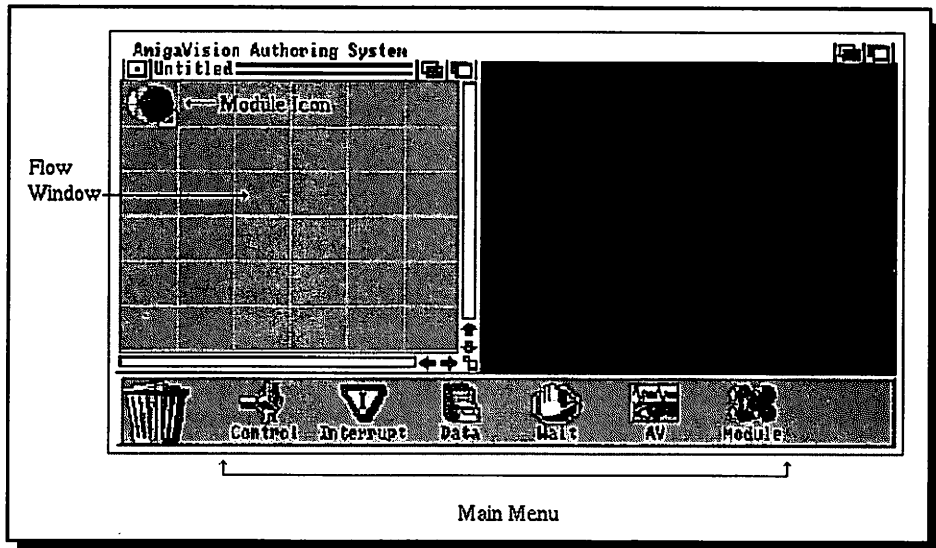 AmigaVision Authoring System
Untitled
Module Icon
Flow
Window
Control Interrupt Data Wait AV Module
Main Menu